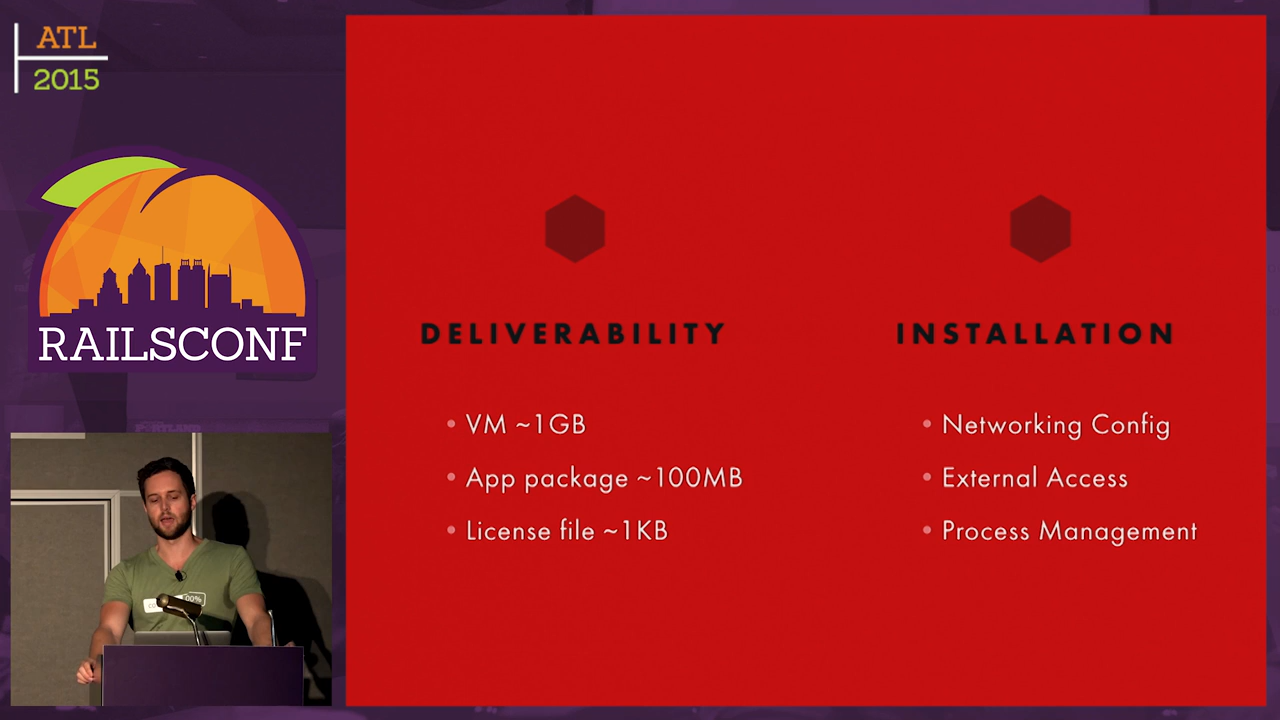 ATL
2015
RAILSCONF
DELIVERABILITY
• VM ~1GB
• App package ~100MB
• License file ~1KB
INSTALLATION
• Networking Config
• External Access
• Process Management